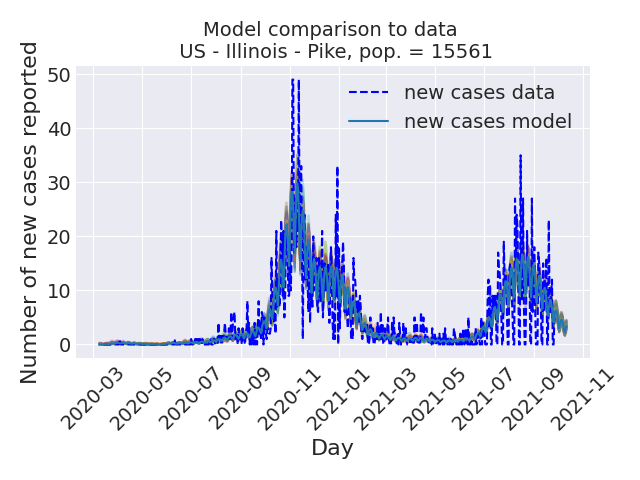 Model comparison to data
US - Illinois - Pike, pop. = 15561
new cases data
new cases model
Number of new cases reported
50
40
30
20
10
0
2020-03
2020-05
2020-07
2020-09
2020-11
2021-01
2021-03
2021-05
2021-07
2021-09
2021-11
Day